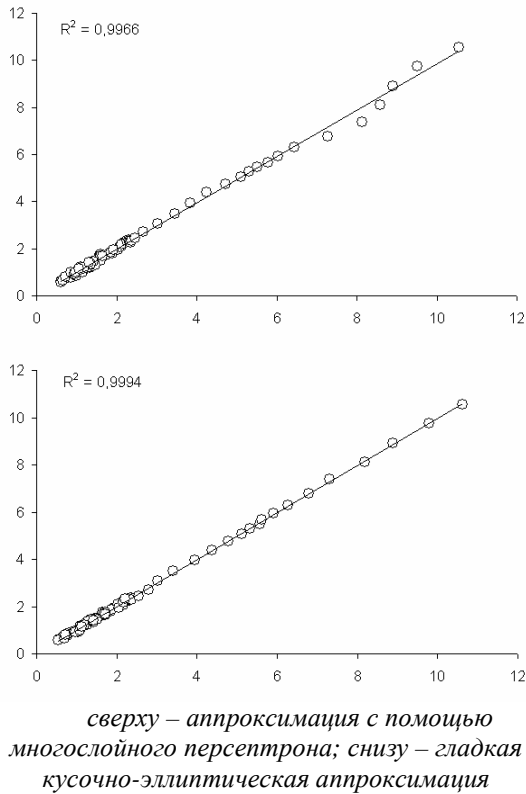 12
R² = 0,9966
10
8
6
4
2
0
0 2 4 6 8 10 12
12
R² = 0,9994
10
8
6
4
2
0
0 2 4 6 8 10 12
сверху – аппроксимация с помощью
многослойного персептрона; снизу – гладкая
кусочно-эллиптическая аппроксимация